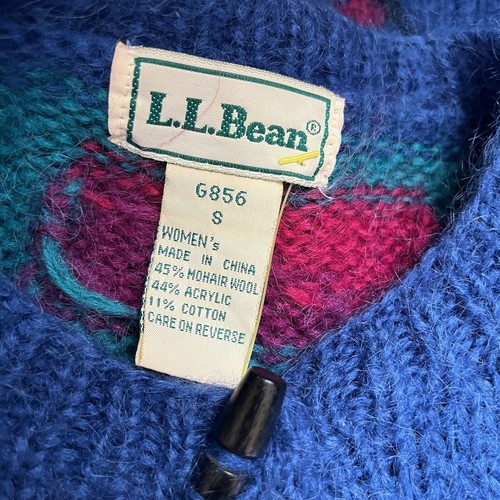 L.L.Bean®
G856
S
WOMEN's
MADE IN CHINA
45% MOHAIR WOOL
44% ACRYLIC
11% COTTON
CARE ON REVERSE